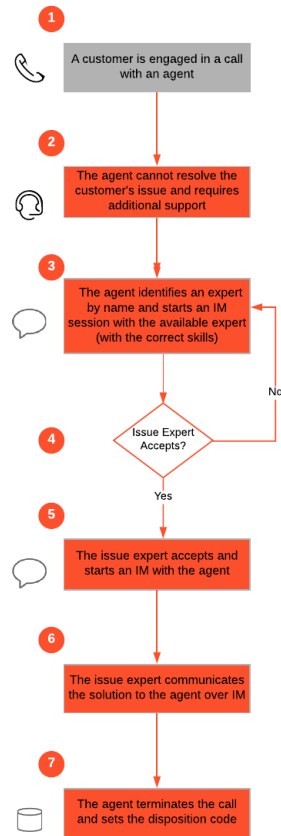 1
A customer is engaged in a call
with an agent
2
The agent cannot resolve the
customer's issue and requires
additional support
3
The agent identifies an expert
by name and starts an IM
session with the available expert
(with the correct skills)
No
4
Issue Expert
Accepts?
Yes
5
The issue expert accepts and
starts an IM with the agent
6
The issue expert communicates
the solution to the agent over IM
7
The agent terminates the call
and sets the disposition code